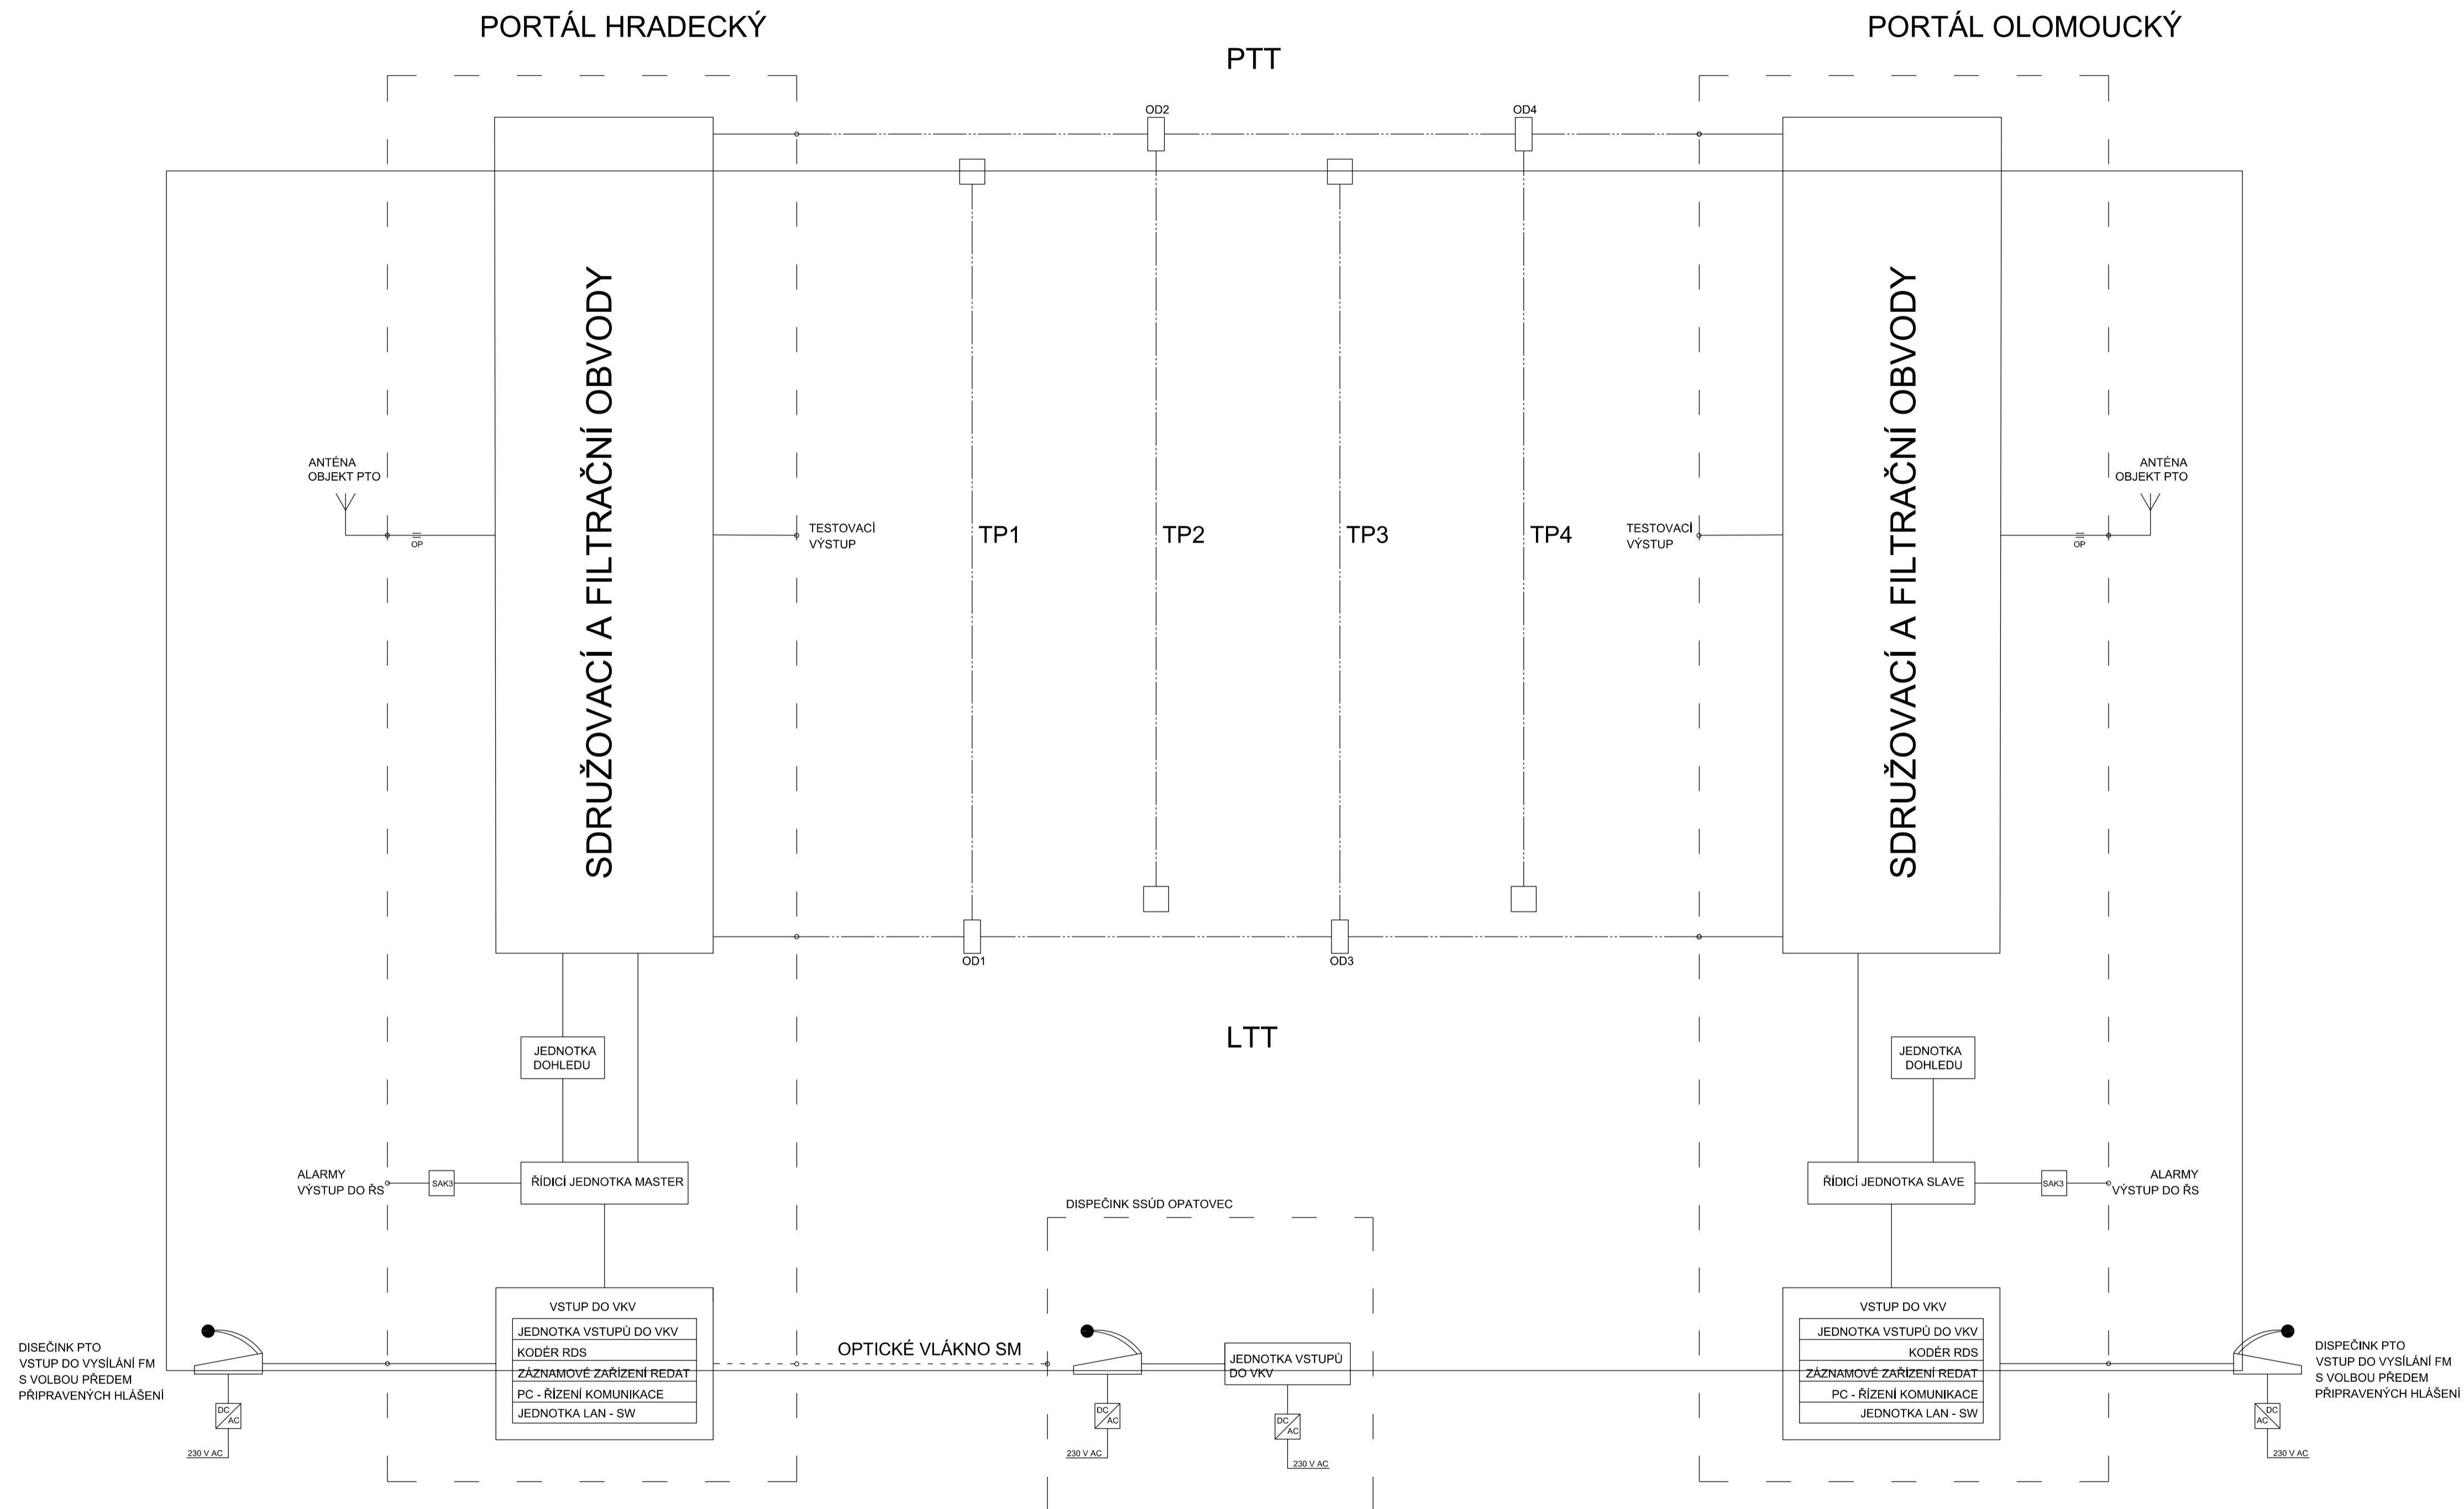 PORTÁL HRADECKÝ
PTT
PORTÁL OLOMOUCKÝ
OD2
OD4
SDRUŽOVACÍ A FILTRAČNÍ OBVODY
SDRUŽOVACÍ A FILTRAČNÍ OBVODY
ANTÉNA
OBJEKT PTO
OP
TESTOVACÍ
VÝSTUP
TP1
TP2
TP3
TP4
TESTOVACÍ
VÝSTUP
ANTÉNA
OBJEKT PTO
OP
OD1
OD3
LTT
JEDNOTKA
DOHLEDU
JEDNOTKA
DOHLEDU
ALARMY
VÝSTUP DO ŘS
SAK3
ŘÍDICÍ JEDNOTKA MASTER
ŘÍDICÍ JEDNOTKA SLAVE
SAK3
ALARMY
VÝSTUP DO ŘS
DISPEČINK SSÚD OPATOVEC
DISEČINK PTO
VSTUP DO VYSÍLÁNÍ FM
S VOLBOU PŘEDEM
PŘIPRAVENÝCH HLÁŠENÍ
DC
AC
230 V AC
VSTUP DO VKV
JEDNOTKA VSTUPŮ DO VKV
KODÉR RDS
ZÁZNAMOVÉ ZAŘÍZENÍ REDAT
PC - ŘÍZENÍ KOMUNIKACE
JEDNOTKA LAN - SW
OPTICKÉ VLÁKNO SM
DC
AC
230 V AC
JEDNOTKA VSTUPŮ
DO VKV
DC
AC
230 V AC
VSTUP DO VKV
JEDNOTKA VSTUPŮ DO VKV
KODÉR RDS
ZÁZNAMOVÉ ZAŘÍZENÍ REDAT
PC - ŘÍZENÍ KOMUNIKACE
JEDNOTKA LAN - SW
DC
AC
230 V AC
DISPEČINK PTO
VSTUP DO VYSÍLÁNÍ FM
S VOLBOU PŘEDEM
PŘIPRAVENÝCH HLÁŠENÍ